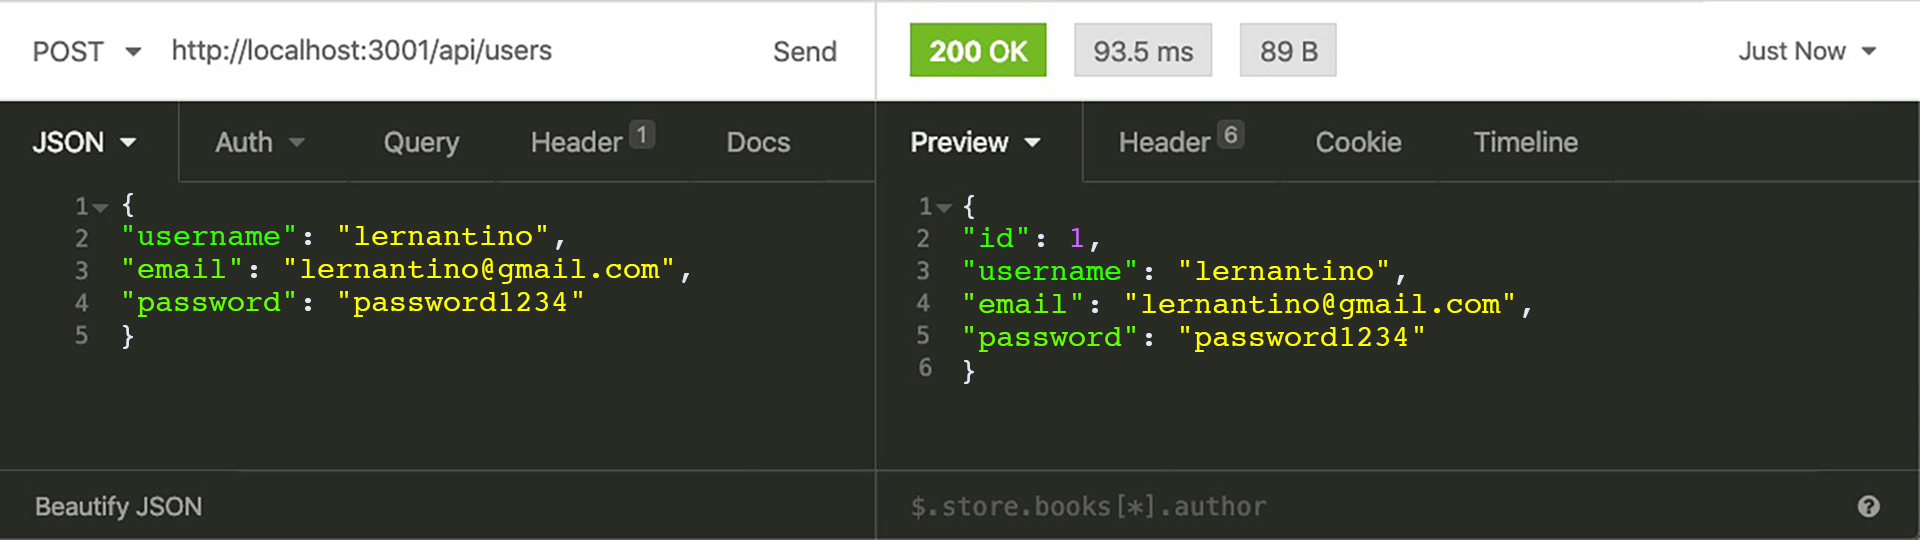 POST http://localhost:3001/api/users Send
200 OK 93.5 ms 89 B Just Now
JSON Auth Query Header 1 Docs
1 {
2 "username": "lernantino",
3 "email": "lernantino@gmail.com",
4 "password": "password1234"
5 }
Beautify JSON
Preview Header 6 Cookie Timeline
1 {
2 "id": 1,
3 "username": "lernantino",
4 "email": "lernantino@gmail.com",
5 "password": "password1234"
6 }
$.store.books[*].author ?